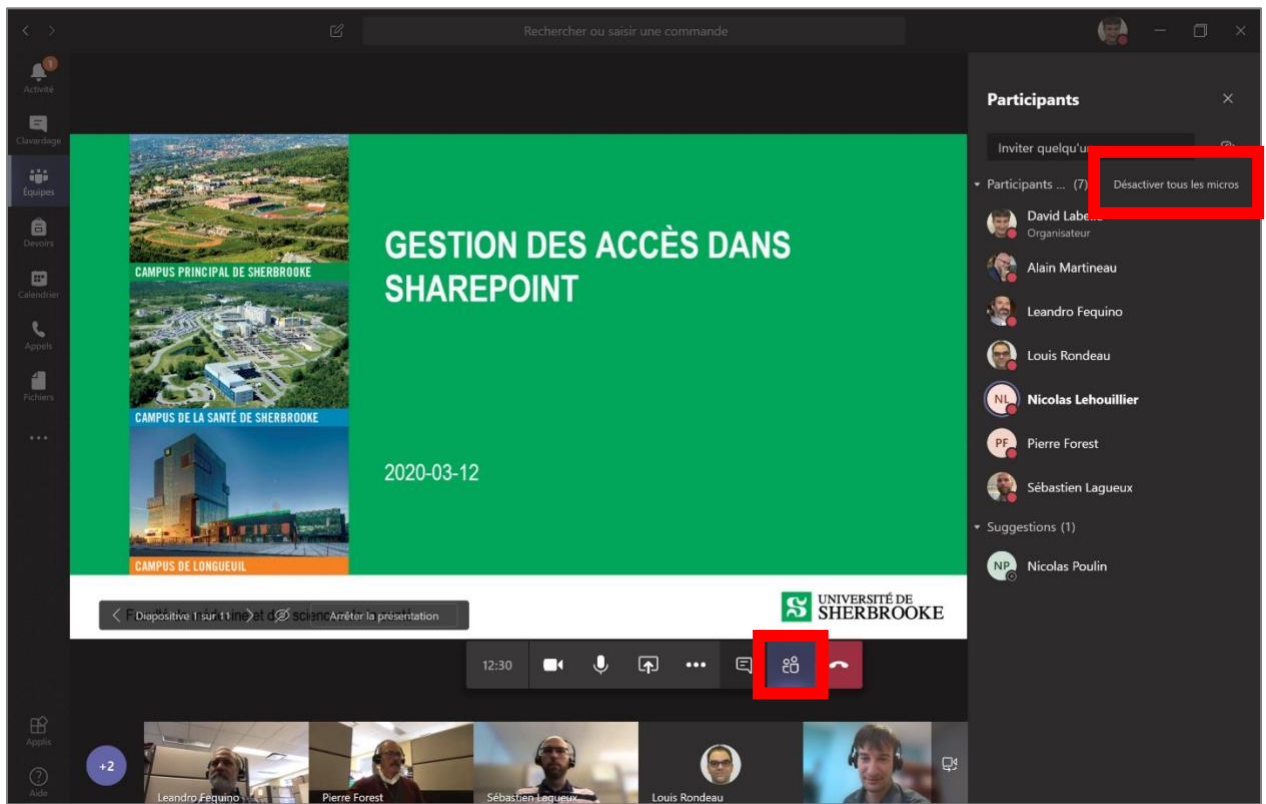 Rechercher ou saisir une commande
1
Activité
Clavardage
Équipes
Devoirs
Calendrier
Appels
Fichiers
Applis
Aide
CAMPUS PRINCIPAL DE SHERBROOKE
CAMPUS DE LA SANTÉ DE SHERBROOKE
CAMPUS DE LONGUEUIL
GESTION DES ACCÈS DANS
SHAREPOINT
2020-03-12
Diapositive 1 sur 11
Arrêter la présentation
UNIVERSITÉ DE
SHERBROOKE
12:30
+2
Leandro Fequino
Pierre Forest
Sébastien Lagueux
Louis Rondeau
Participants
Inviter quelqu'u
Participants ... (7)
Désactiver tous les micros
David Labelle
Organisateur
Alain Martineau
Leandro Fequino
Louis Rondeau
NL
Nicolas Lehouillier
PF
Pierre Forest
Sébastien Lagueux
Suggestions (1)
NP
Nicolas Poulin